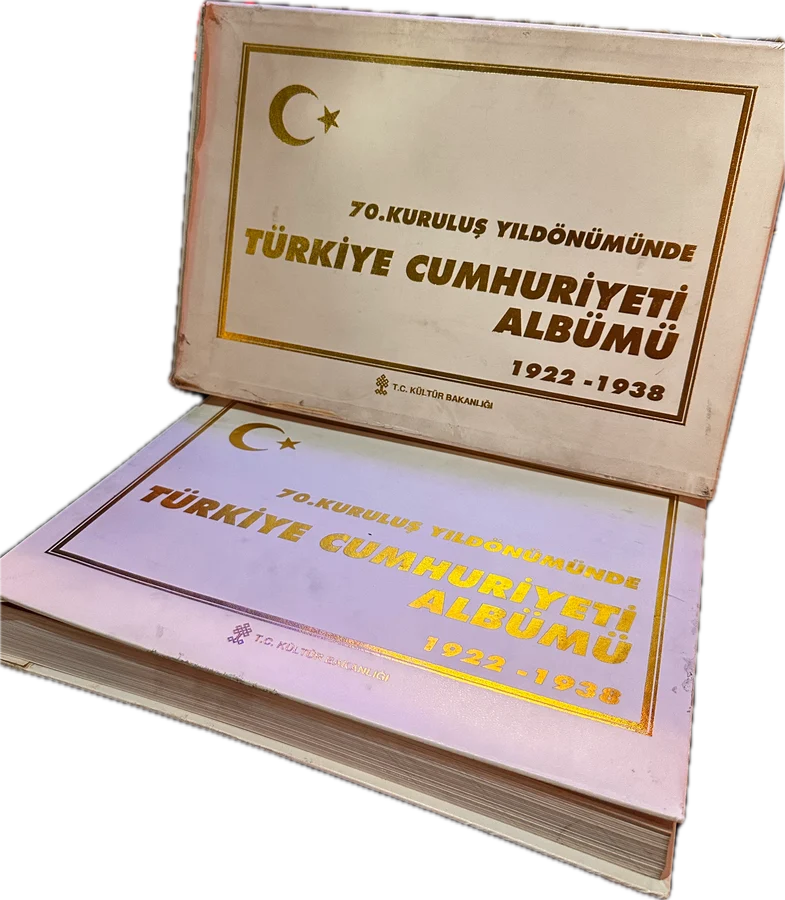 70.KURULUŞ YILDÖNÜMÜNDE
TÜRKİYE CUMHURİYETİ
ALBÜMÜ
1922 -1938
T.C. KÜLTÜR BAKANLIĞI
70.KURULUŞ YILDÖNÜMÜNDE
TÜRKİYE CUMHURİYETİ
ALBÜMÜ
1922 -1938
T.C. KÜLTÜR BAKANLIĞI